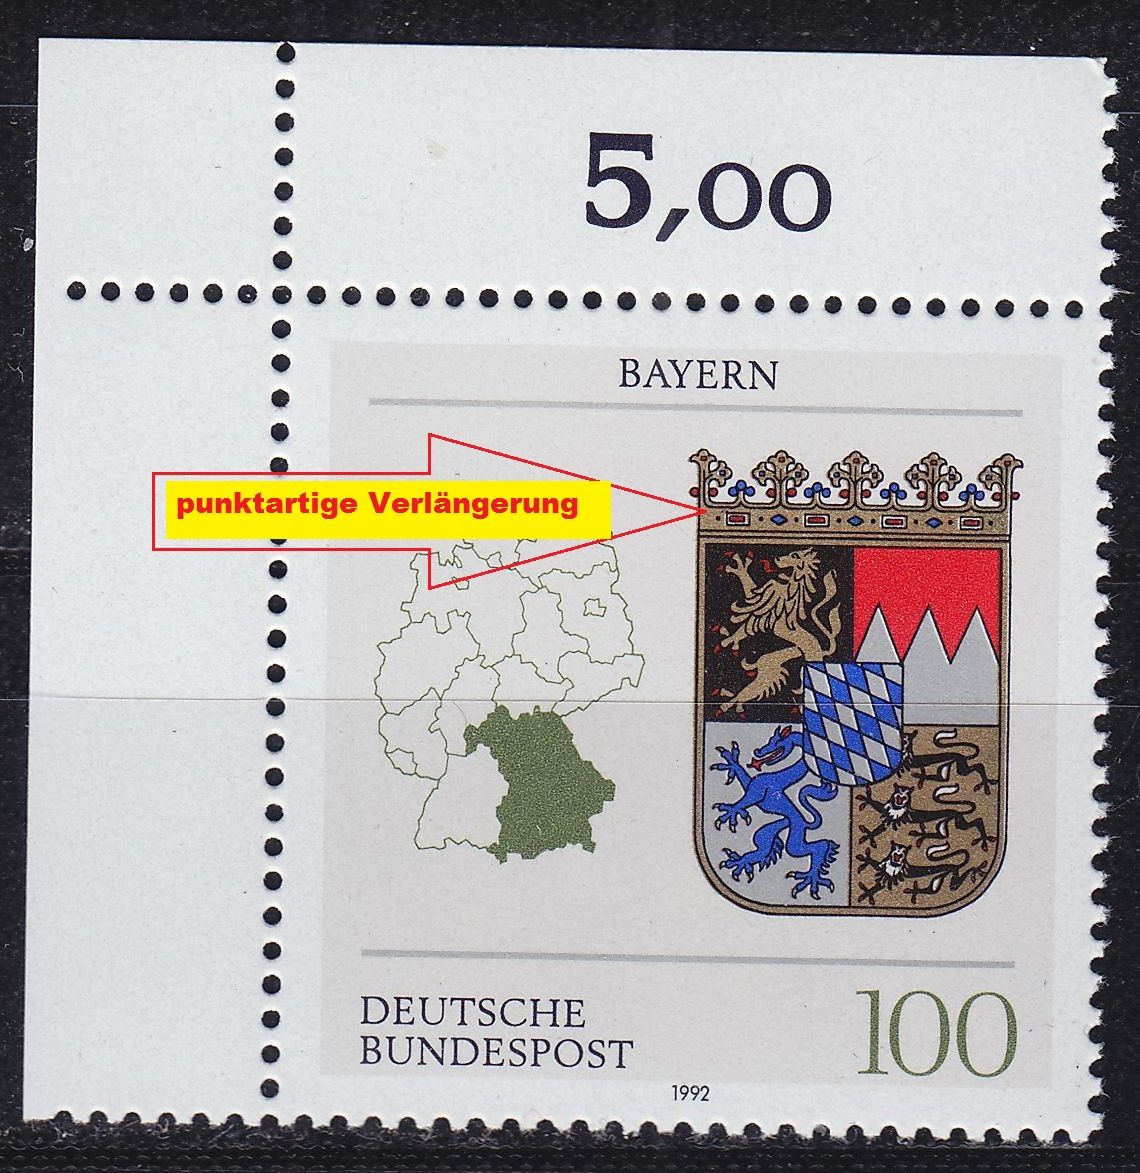 5,00
BAYERN
punktartige Verlängerung
DEUTSCHE
BUNDESPOST
100
1992